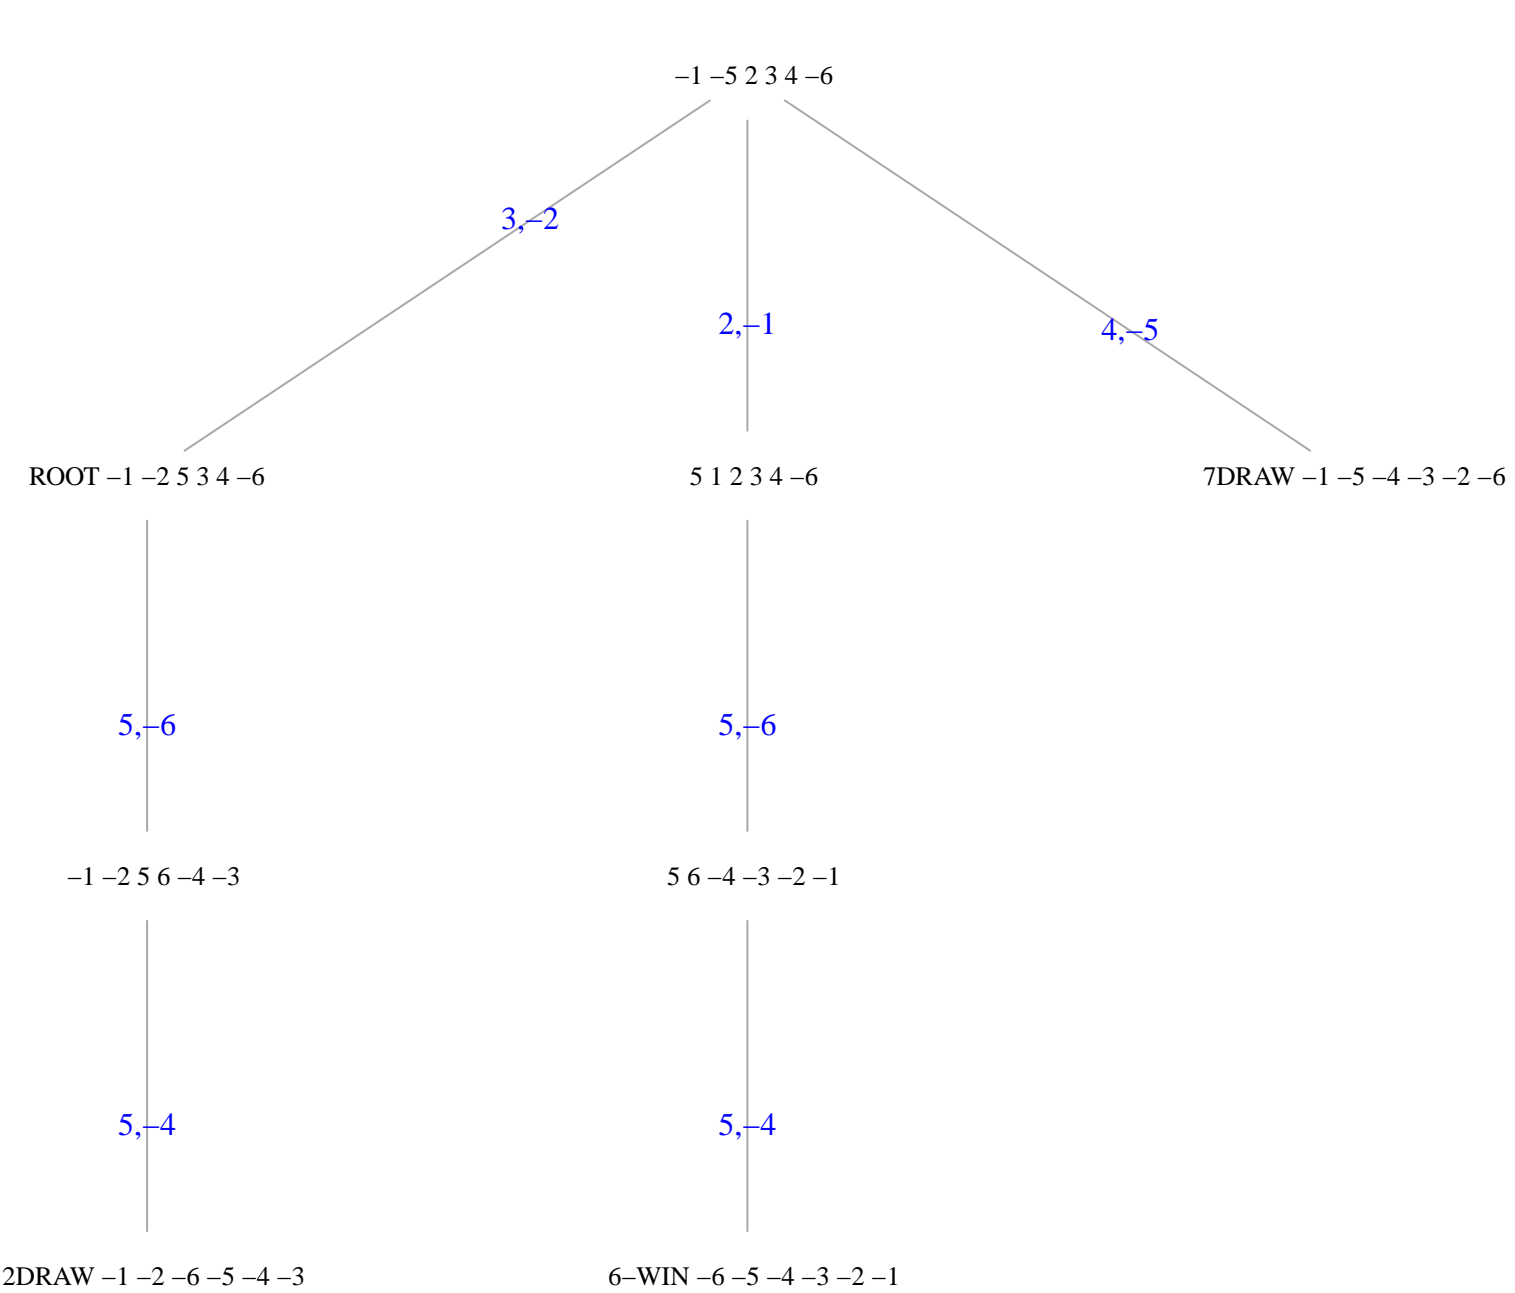 –1 –5 2 3 4 –6
3,–2
2,–1
4,–5
ROOT –1 –2 5 3 4 –6
5 1 2 3 4 –6
7DRAW –1 –5 –4 –3 –2 –6
5,–6
5,–6
–1 –2 5 6 –4 –3
5 6 –4 –3 –2 –1
5,–4
5,–4
2DRAW –1 –2 –6 –5 –4 –3
6–WIN –6 –5 –4 –3 –2 –1